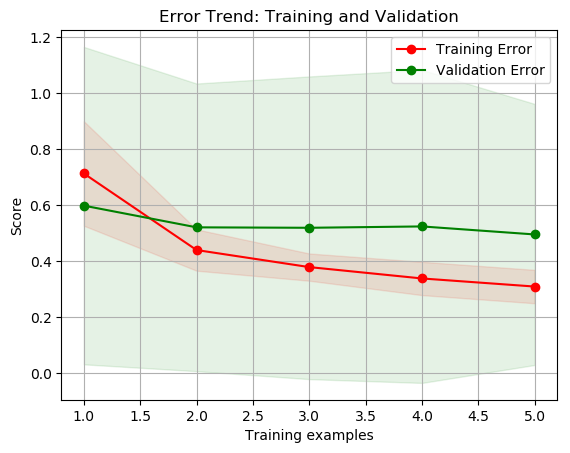 Error Trend: Training and Validation
1.2
1.0
0.8
0.6
0.4
0.2
0.0
Score
Training Error
Validation Error
1.0 1.5 2.0 2.5 3.0 3.5 4.0 4.5 5.0
Training examples